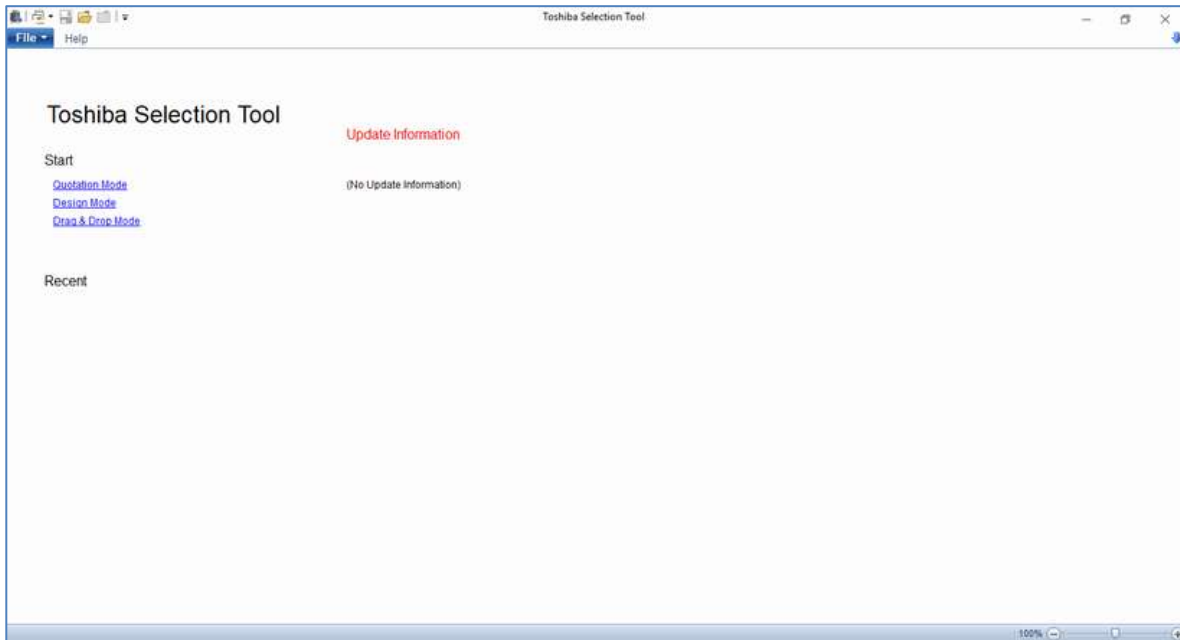 Toshiba Selection Tool
File Help
Toshiba Selection Tool
Update Information
Start
Quotation Mode
(No Update Information)
Design Mode
Drag & Drop Mode
Recent
100%